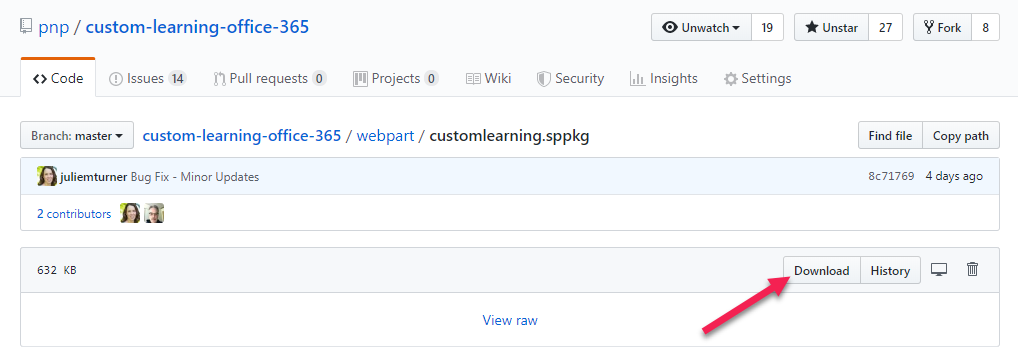 pnp / custom-learning-office-365 Unwatch 19 Unstar 27 Fork 8
Code Issues 14 Pull requests 0 Projects 0 Wiki Security Insights Settings
Branch: master custom-learning-office-365 / webpart / customlearning.sppkg Find file Copy path
juliemturner Bug Fix - Minor Updates 8c71769 4 days ago
2 contributors
632 KB Download History
View raw